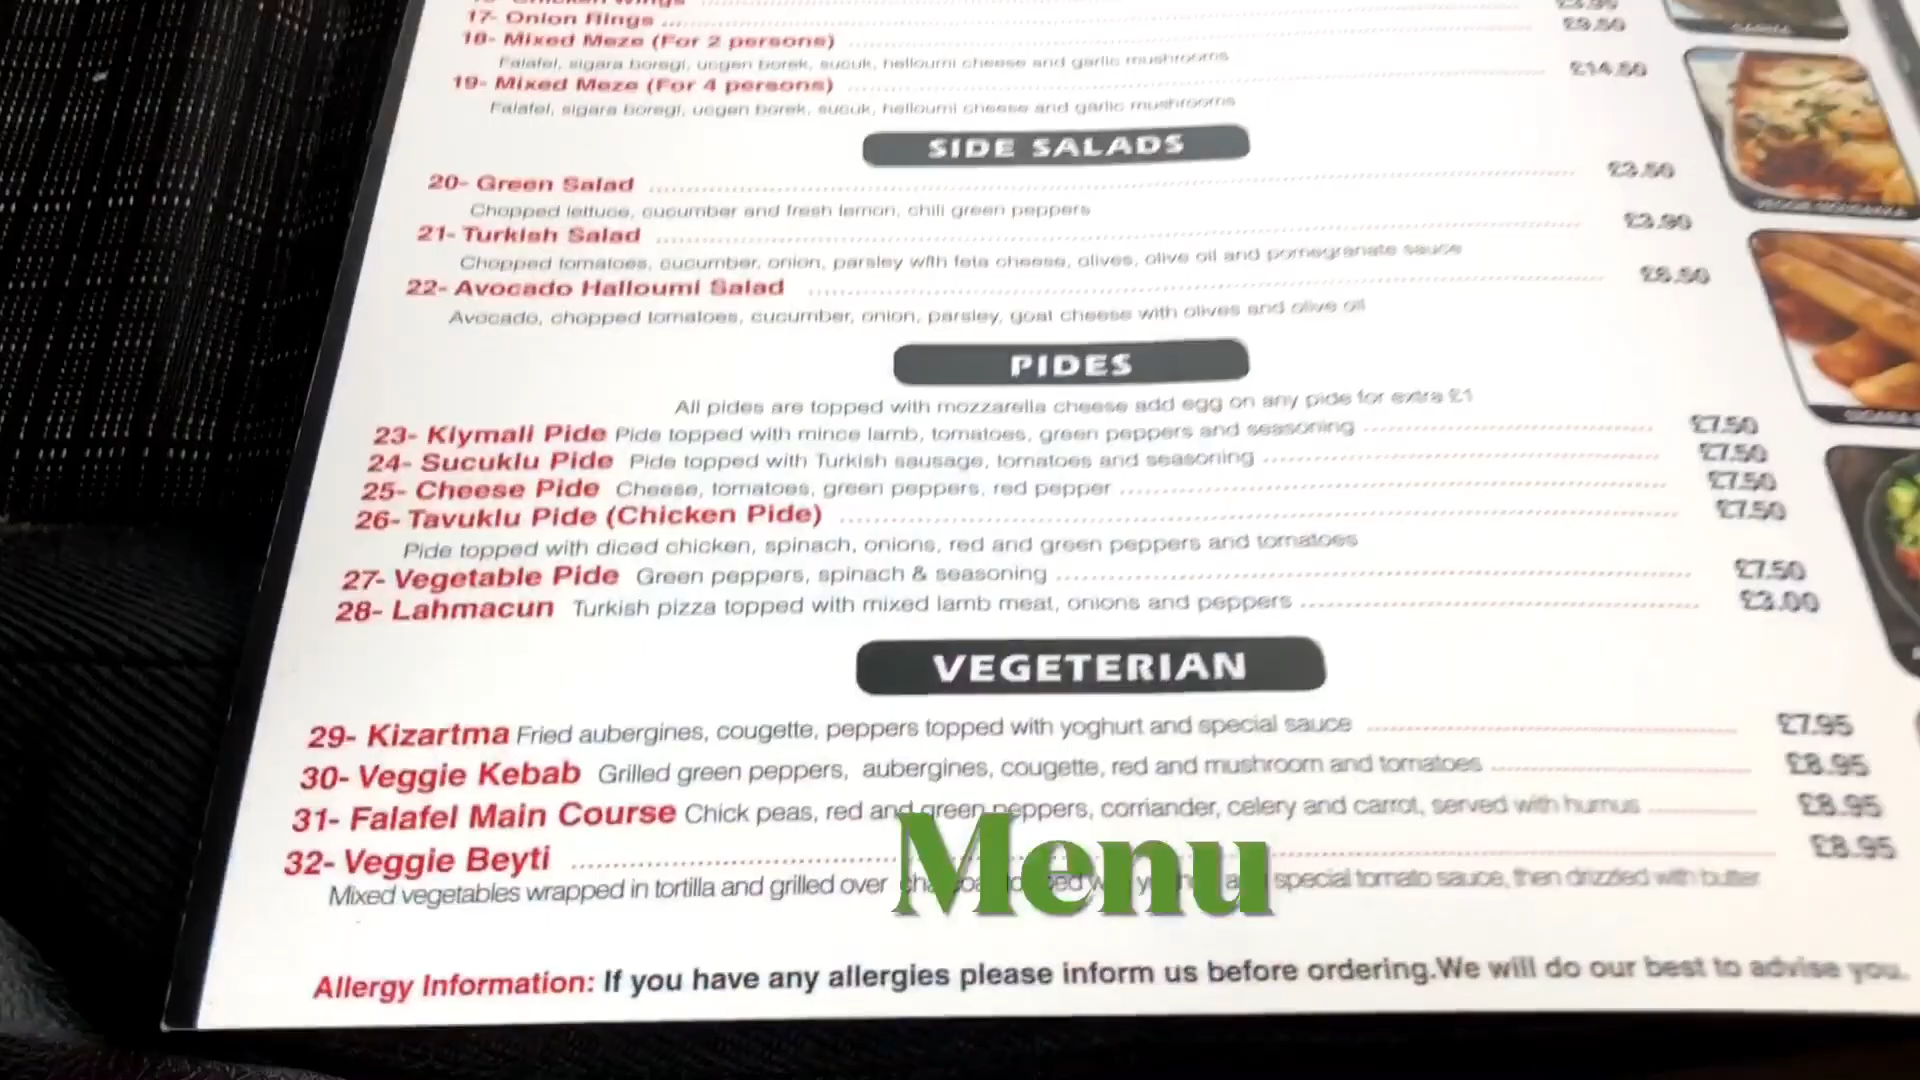 17- Onion Rings
18- Mixed Meze (For 2 persons) £9.50
Falafel, sigara boregi, ucgen borek, sucuk, helloumi cheese and garlic mushrooms
19- Mixed Meze (For 4 persons) £14.50
Falafel, sigara boregi, ucgen borek, sucuk, helloumi cheese and garlic mushrooms
SIDE SALADS
20- Green Salad £3.50
Chopped lettuce, cucumber and fresh lemon, chili green peppers
21- Turkish Salad £3.90
Chopped tomatoes, cucumber, onion, parsley with feta cheese, olives, olive oil and pomegranate sauce
22- Avocado Halloumi Salad
Avocado, chopped tomatoes, cucumber, onion, parsley, goat cheese with olives and olive oil
PIDES
All pides are topped with mozzarella cheese add egg on any pide for extra £1
23- Kiymali Pide Pide topped with mince lamb, tomatoes, green peppers and seasoning £7.50
24- Sucuklu Pide Pide topped with Turkish sausage, tomatoes and seasoning £7.50
25- Cheese Pide Cheese, tomatoes, green peppers, red pepper £7.50
26- Tavuklu Pide (Chicken Pide) £7.50
Pide topped with diced chicken, spinach, onions, red and green peppers and tomatoes
27- Vegetable Pide Green peppers, spinach & seasoning £7.50
28- Lahmacun Turkish pizza topped with mixed lamb meat, onions and peppers £3.00
VEGETERIAN
29- Kizartma Fried aubergines, cougette, peppers topped with yoghurt and special sauce £7.95
30- Veggie Kebab Grilled green peppers, aubergines, cougette, red and mushroom and tomatoes £8.95
31- Falafel Main Course Chick peas, red and green peppers, corriander, celery and carrot, served with humus £8.95
32- Veggie Beyti £8.95
Mixed vegetables wrapped in tortilla and grilled over special tomato sauce, then drizzled with butter
Menu
Allergy Information: If you have any allergies please inform us before ordering.We will do our best to advise you.